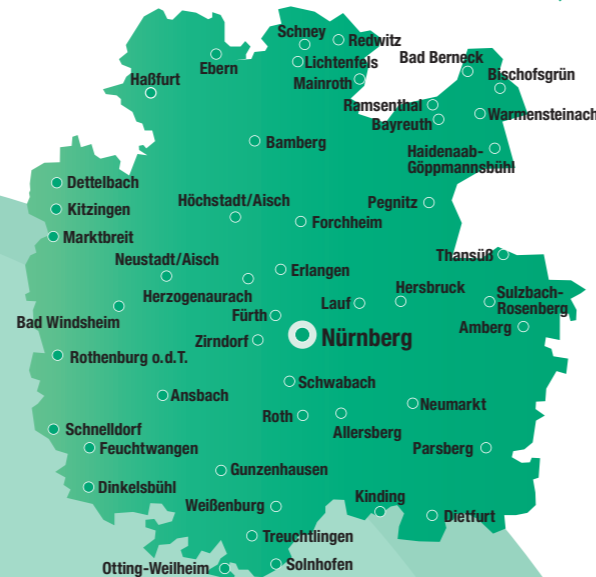 Schney
Redwitz
Ebern
Lichtenfels
Bad Berneck
Haßfurt
Mainroth
Bischofsgrün
Ramsenthal
Bayreuth
Warmensteinach
Bamberg
Haidenaab-
Göppmannsbühl
Dettelbach
Kitzingen
Höchstadt/Aisch
Pegnitz
Marktbreit
Forchheim
Neustadt/Aisch
Thansüß
Erlangen
Herzogenaurach
Lauf
Hersbruck
Sulzbach-
Rosenberg
Bad Windsheim
Fürth
Amberg
Zirndorf
Nürnberg
Rothenburg o.d.T.
Schwabach
Ansbach
Neumarkt
Roth
Allersberg
Schnelldorf
Feuchtwangen
Parsberg
Gunzenhausen
Dinkelsbühl
Kinding
Weißenburg
Dietfurt
Treuchtlingen
Otting-Weilheim
Solnhofen